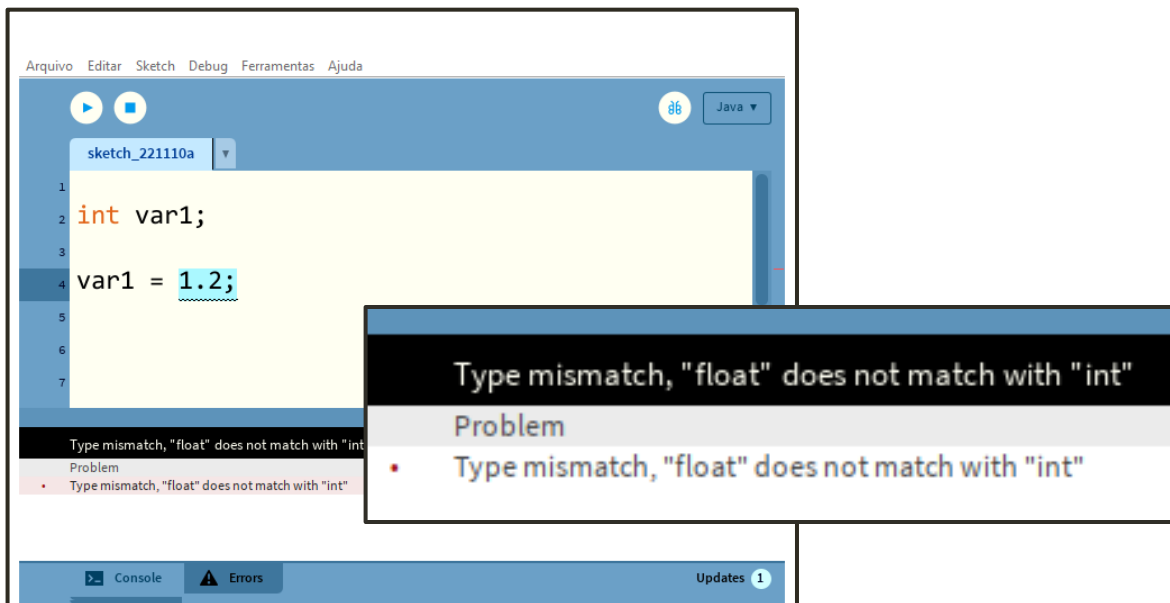 Arquivo Editar Sketch Debug Ferramentas Ajuda
Java ▼
sketch_221110a ▼
1
2 int var1;
3
4 var1 = 1.2;
5
6
7
Type mismatch, "float" does not match with "int
Problem
• Type mismatch, "float" does not match with "int"
Type mismatch, "float" does not match with "int"
Problem
• Type mismatch, "float" does not match with "int"
>_ Console Errors Updates 1